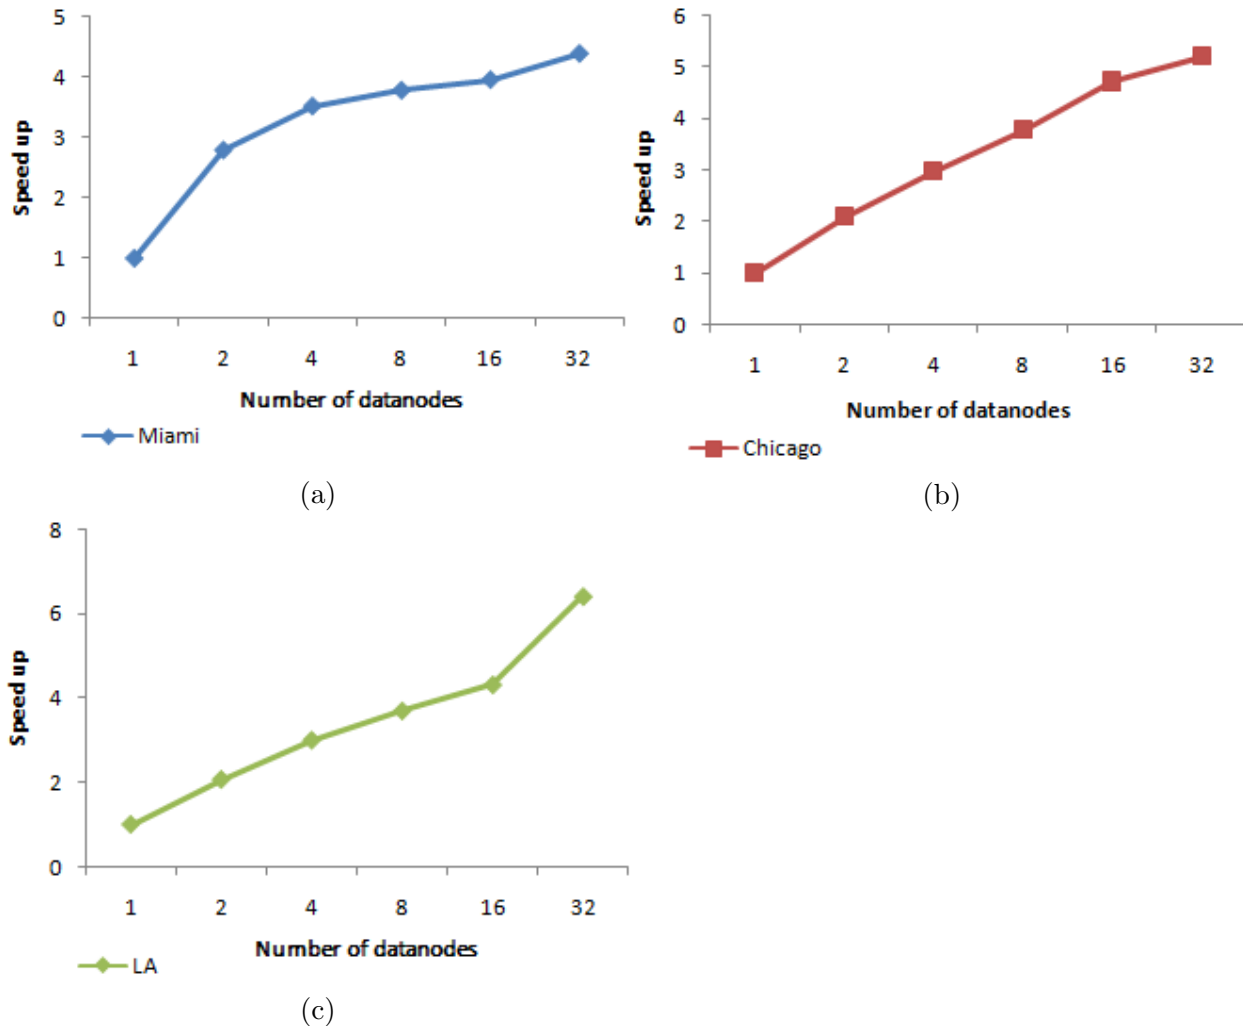 5
4
3
2
1
0
Speed up
1 2 4 8 16 32
Number of datanodes
Miami
(a)
6
5
4
3
2
1
0
Speed up
1 2 4 8 16 32
Number of datanodes
Chicago
(b)
8
6
4
2
0
Speed up
1 2 4 8 16 32
Number of datanodes
LA
(c)